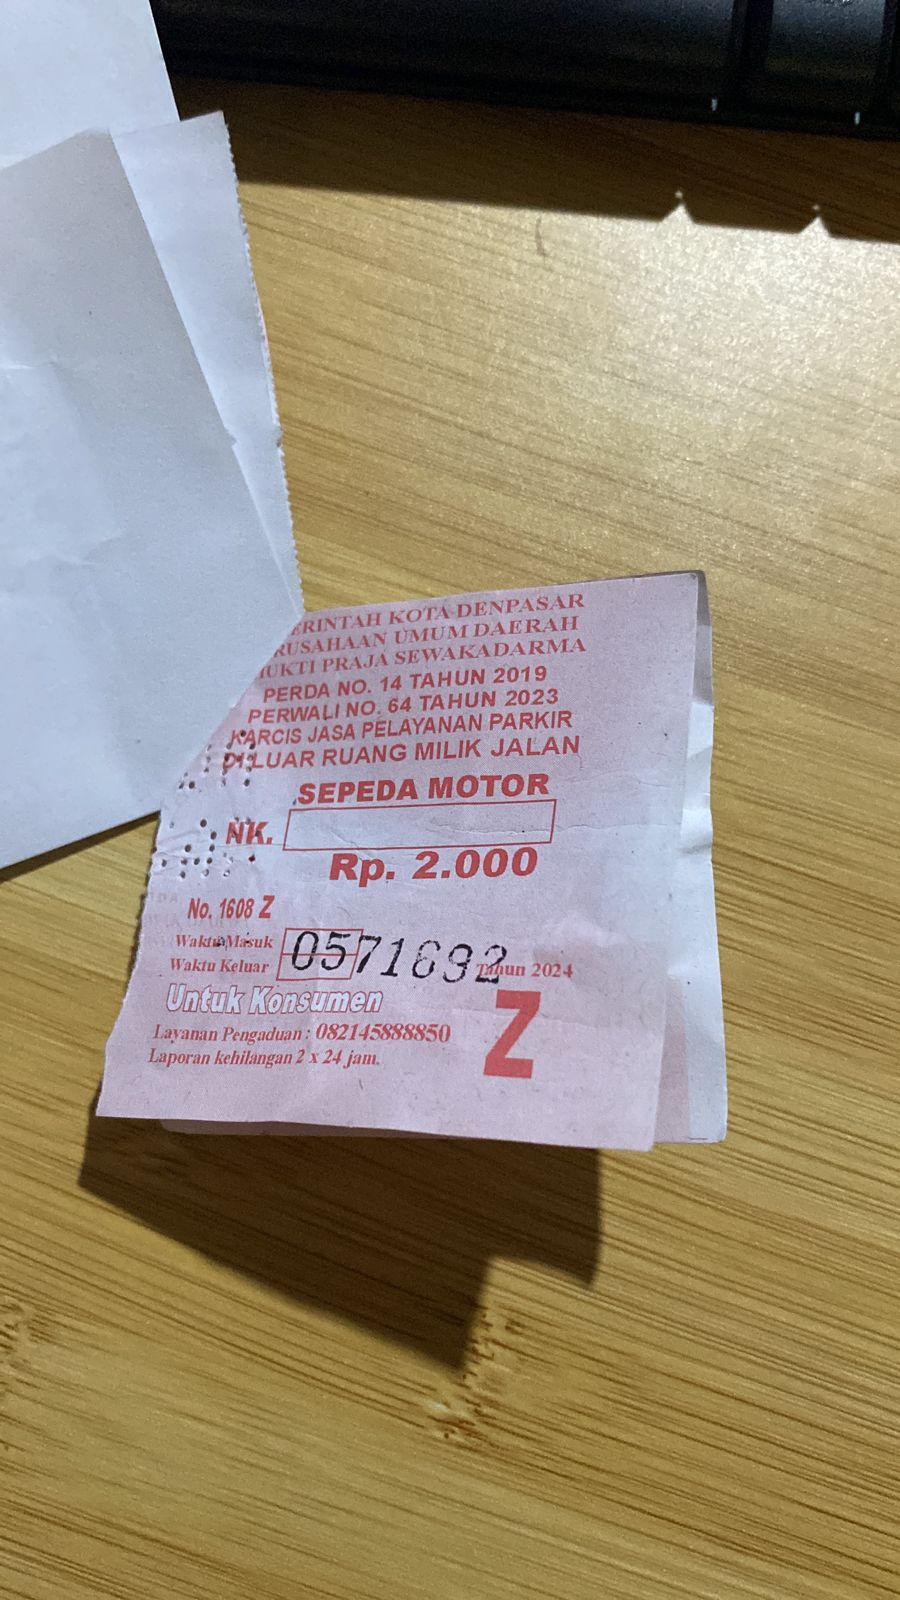 KOTA DENPASAR
UMUM DAERAH
PRAJA SEWAKADARMA
PERDA NO. 14 TAHUN 2019
PERWALI NO. 64 TAHUN 2023
KARCIS JASA PELAYANAN PARKIR
DI LUAR RUANG MILIK JALAN
SEPEDA MOTOR
NK.
Rp. 2.000
No. 1608 Z
Waktu Masuk
Waktu Keluar
0571692
Tahun 2024
Untuk Konsumen
Z
Layanan Pengaduan : 082145888850
Laporan kehilangan 2 x 24 jam.